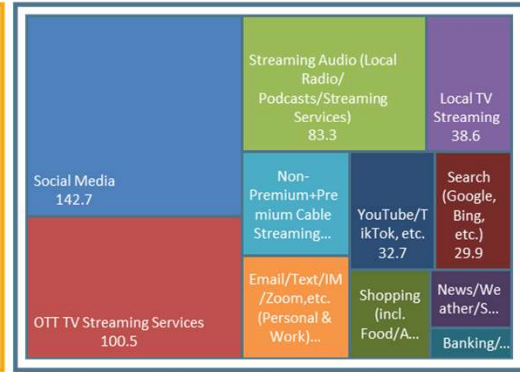 Social Media
142.7
OTT TV Streaming Services
100.5
Streaming Audio (Local
Radio/
Podcasts/Streaming
Services)
83.3
Local TV
Streaming
38.6
Non-
Premium+Pre
mium Cable
Streaming...
YouTube/T
ikTok, etc.
32.7
Search
(Google,
Bing,
etc.)
29.9
Email/Text/IM
/Zoom,etc.
(Personal &
Work)...
Shopping
(incl.
Food/A...
News/We
ather/S...
Banking/...